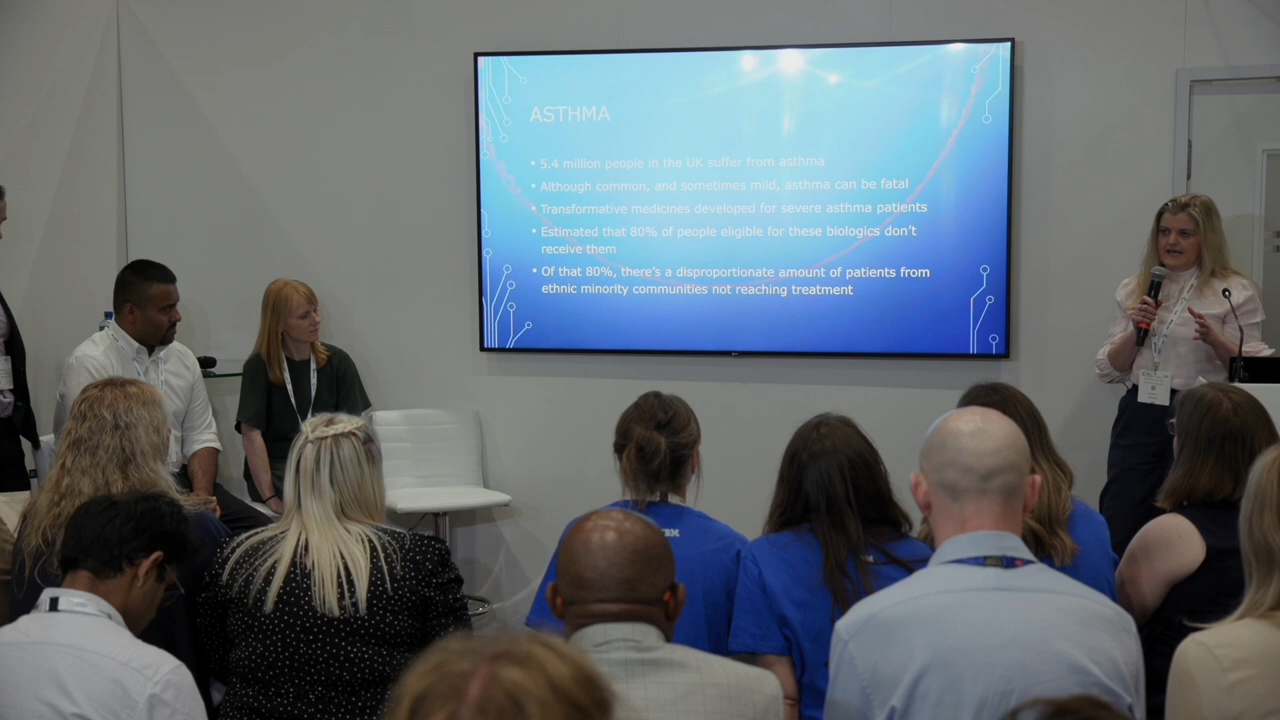 ASTHMA
• 5.4 million people in the UK suffer from asthma
• Although common, and sometimes mild, asthma can be fatal
• Transformative medicines developed for severe asthma patients
• Estimated that 80% of people eligible for these biologics don't
receive them
• Of that 80%, there's a disproportionate amount of patients from
ethnic minority communities not reaching treatment
IBM